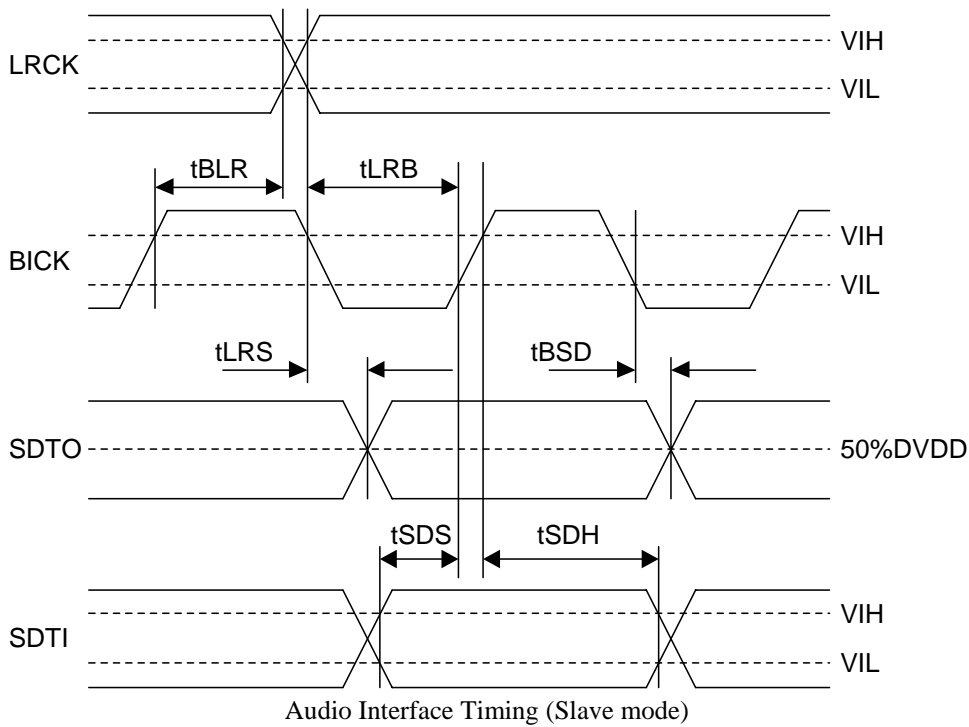 LRCK
VIH
VIL
tBLR
tLRB
BICK
VIH
VIL
tLRS
tBSD
SDTO
50%DVDD
tSDS
tSDH
SDTI
VIH
VIL
Audio Interface Timing (Slave mode)